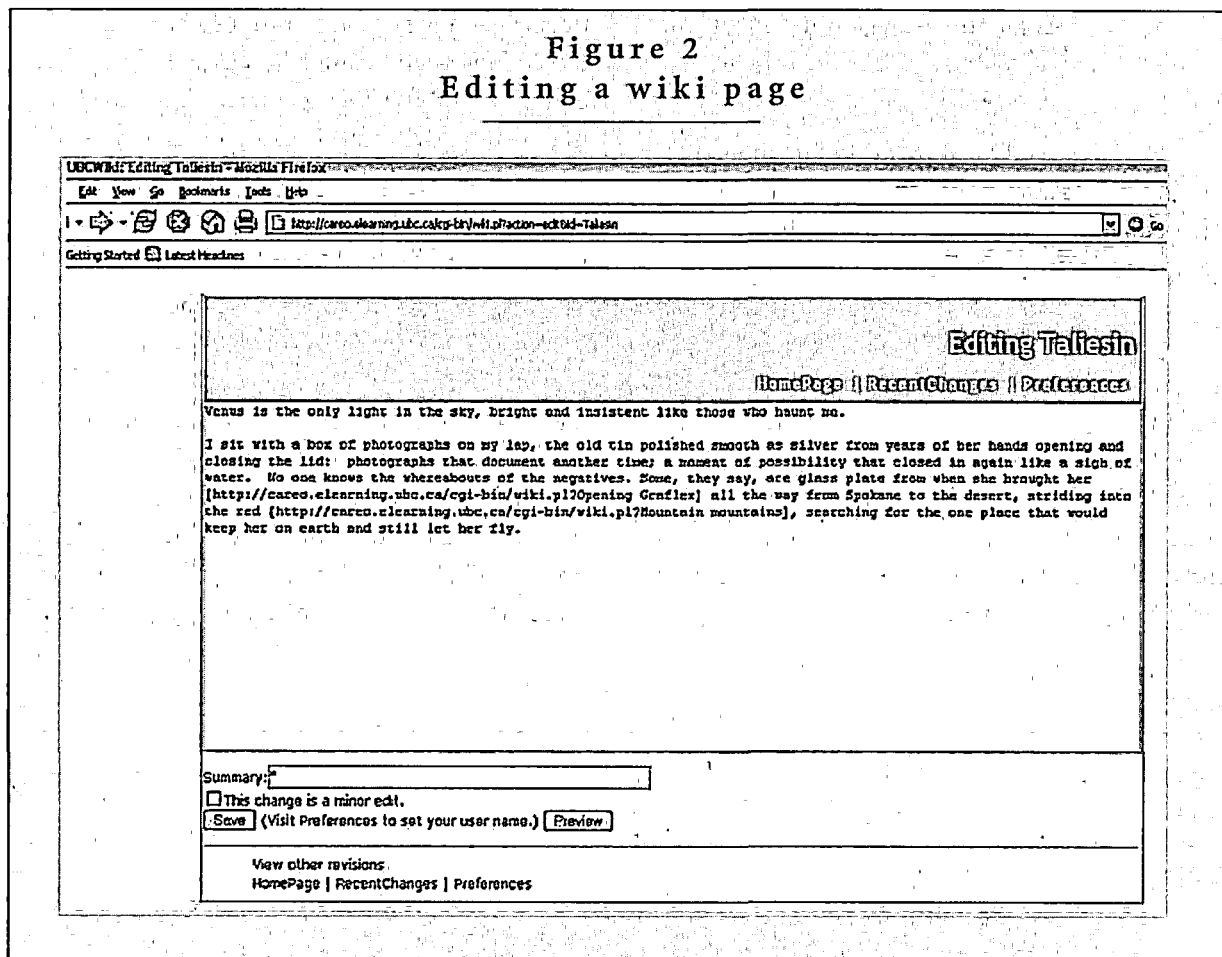 Figure 2
Editing a wiki page
UBCWiki: Editing Taliesin - Mozilla Firefox
Edit View Go Bookmarks Tools Help
http://careo.elearning.ubc.ca/cgi-bin/wiki.pl?action=edit&id=Taliesin Go
Getting Started Latest Headlines
Editing Taliesin
HomePage | RecentChanges | Preferences
Venus is the only light in the sky, bright and insistent like those who haunt me.
I sit with a box of photographs on my lap, the old tin polished smooth as silver from years of her hands opening and
closing the lid: photographs that document another time; a moment of possibility that closed in again like a sigh of
water. No one knows the whereabouts of the negatives. Some, they say, are glass plate from when she brought her
[http://careo.elearning.ubc.ca/cgi-bin/wiki.pl?Opening Graflex] all the way from Spokane to the desert, striding into
the red [http://careo.elearning.ubc.ca/cgi-bin/wiki.pl?Mountain mountains], searching for the one place that would
keep her on earth and still let her fly.
Summary:*
This change is a minor edit.
Save (Visit Preferences to set your user name.) Preview
View other revisions
HomePage | RecentChanges | Preferences